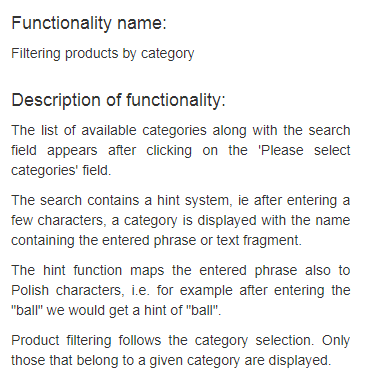 Functionality name:
Filtering products by category
Description of functionality:
The list of available categories along with the search
field appears after clicking on the 'Please select
categories' field.
The search contains a hint system, ie after entering a
few characters, a category is displayed with the name
containing the entered phrase or text fragment.
The hint function maps the entered phrase also to
Polish characters, i.e. for example after entering the
"ball" we would get a hint of "ball".
Product filtering follows the category selection. Only
those that belong to a given category are displayed.